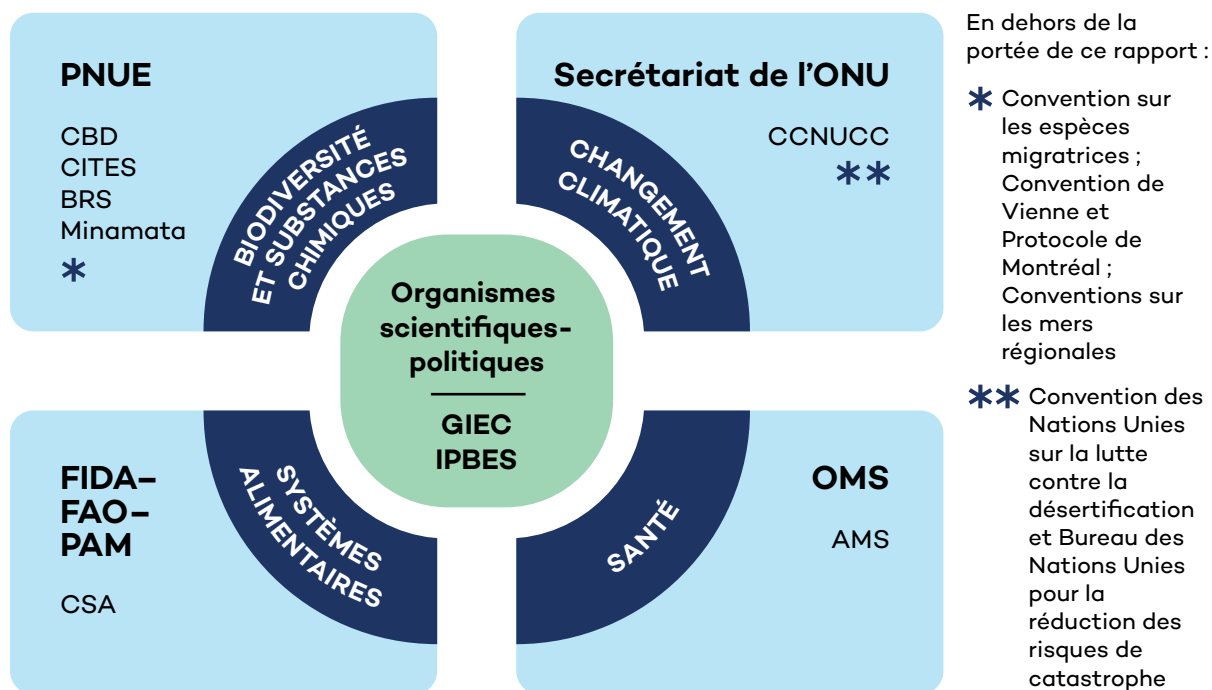 PNUE
CBD
CITES
BRS
Minamata
*
BIODIVERSITÉ
ET SUBSTANCES
CHIMIQUES
Secrétariat de l’ONU
CCNUCC
**
CHANGEMENT
CLIMATIQUE
Organismes
scientifiques-
politiques
GIEC
IPBES
FIDA–
FAO–
PAM
CSA
SYSTÈMES
ALIMENTAIRES
OMS
AMS
SANTÉ
En dehors de la
portée de ce rapport :
* Convention sur
les espèces
migratrices ;
Convention de
Vienne et
Protocole de
Montréal ;
Conventions sur
les mers
régionales
** Convention des
Nations Unies
sur la lutte
contre la
désertification
et Bureau des
Nations Unies
pour la
réduction des
risques de
catastrophe